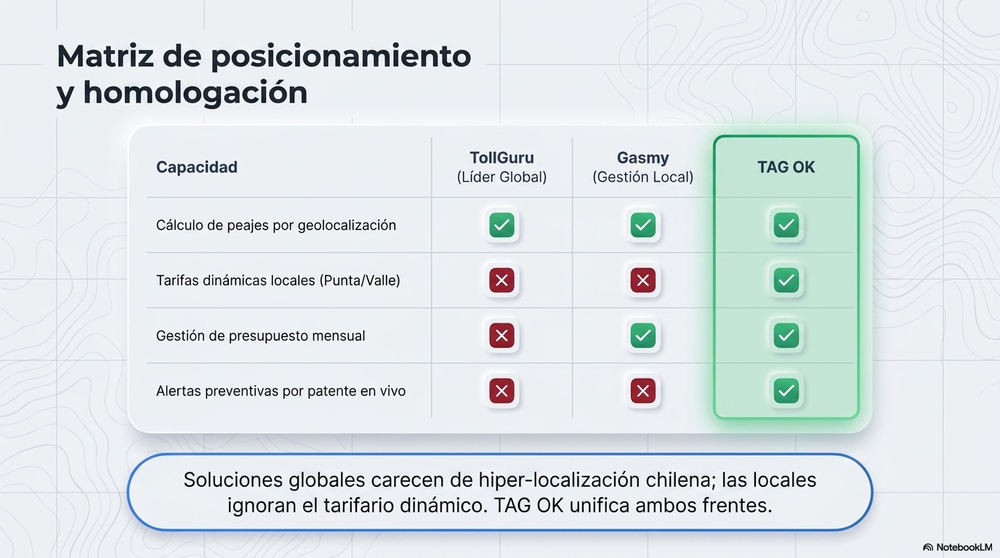 Matriz de posicionamiento
y homologación
Capacidad
TollGuru
(Líder Global)
Gasmy
(Gestión Local)
TAG OK
Cálculo de peajes por geolocalización
Tarifas dinámicas locales (Punta/Valle)
Gestión de presupuesto mensual
Alertas preventivas por patente en vivo
Soluciones globales carecen de hiper-localización chilena; las locales
ignoran el tarifario dinámico. TAG OK unifica ambos frentes.
NotebookLM